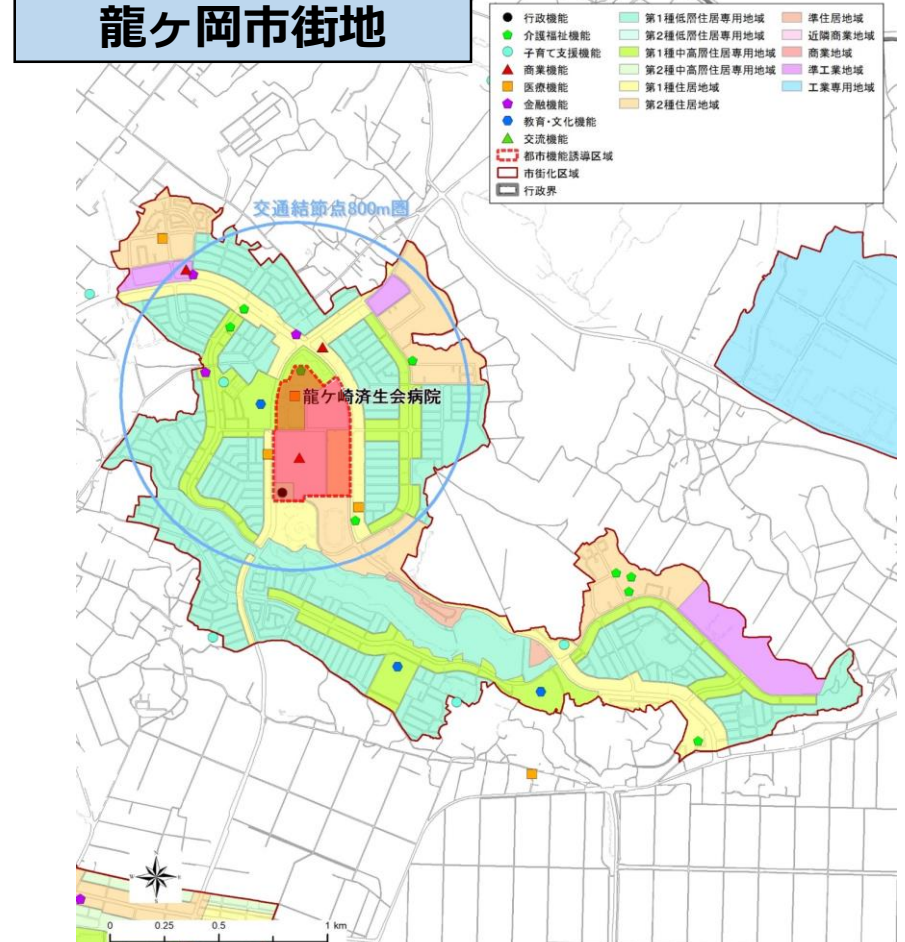 龍ヶ岡市街地
行政機能
介護福祉機能
子育て支援機能
商業機能
医療機能
金融機能
教育・文化機能
交流機能
都市機能誘導区域
市街化区域
行政界
第1種低層住居専用地域
第2種低層住居専用地域
第1種中高層住居専用地域
第2種中高層住居専用地域
第1種住居地域
第2種住居地域
準住居地域
近隣商業地域
商業地域
準工業地域
工業専用地域
交通結節点800m圏
龍ケ崎済生会病院
N
W E
S
0 0.25 0.5 1 km